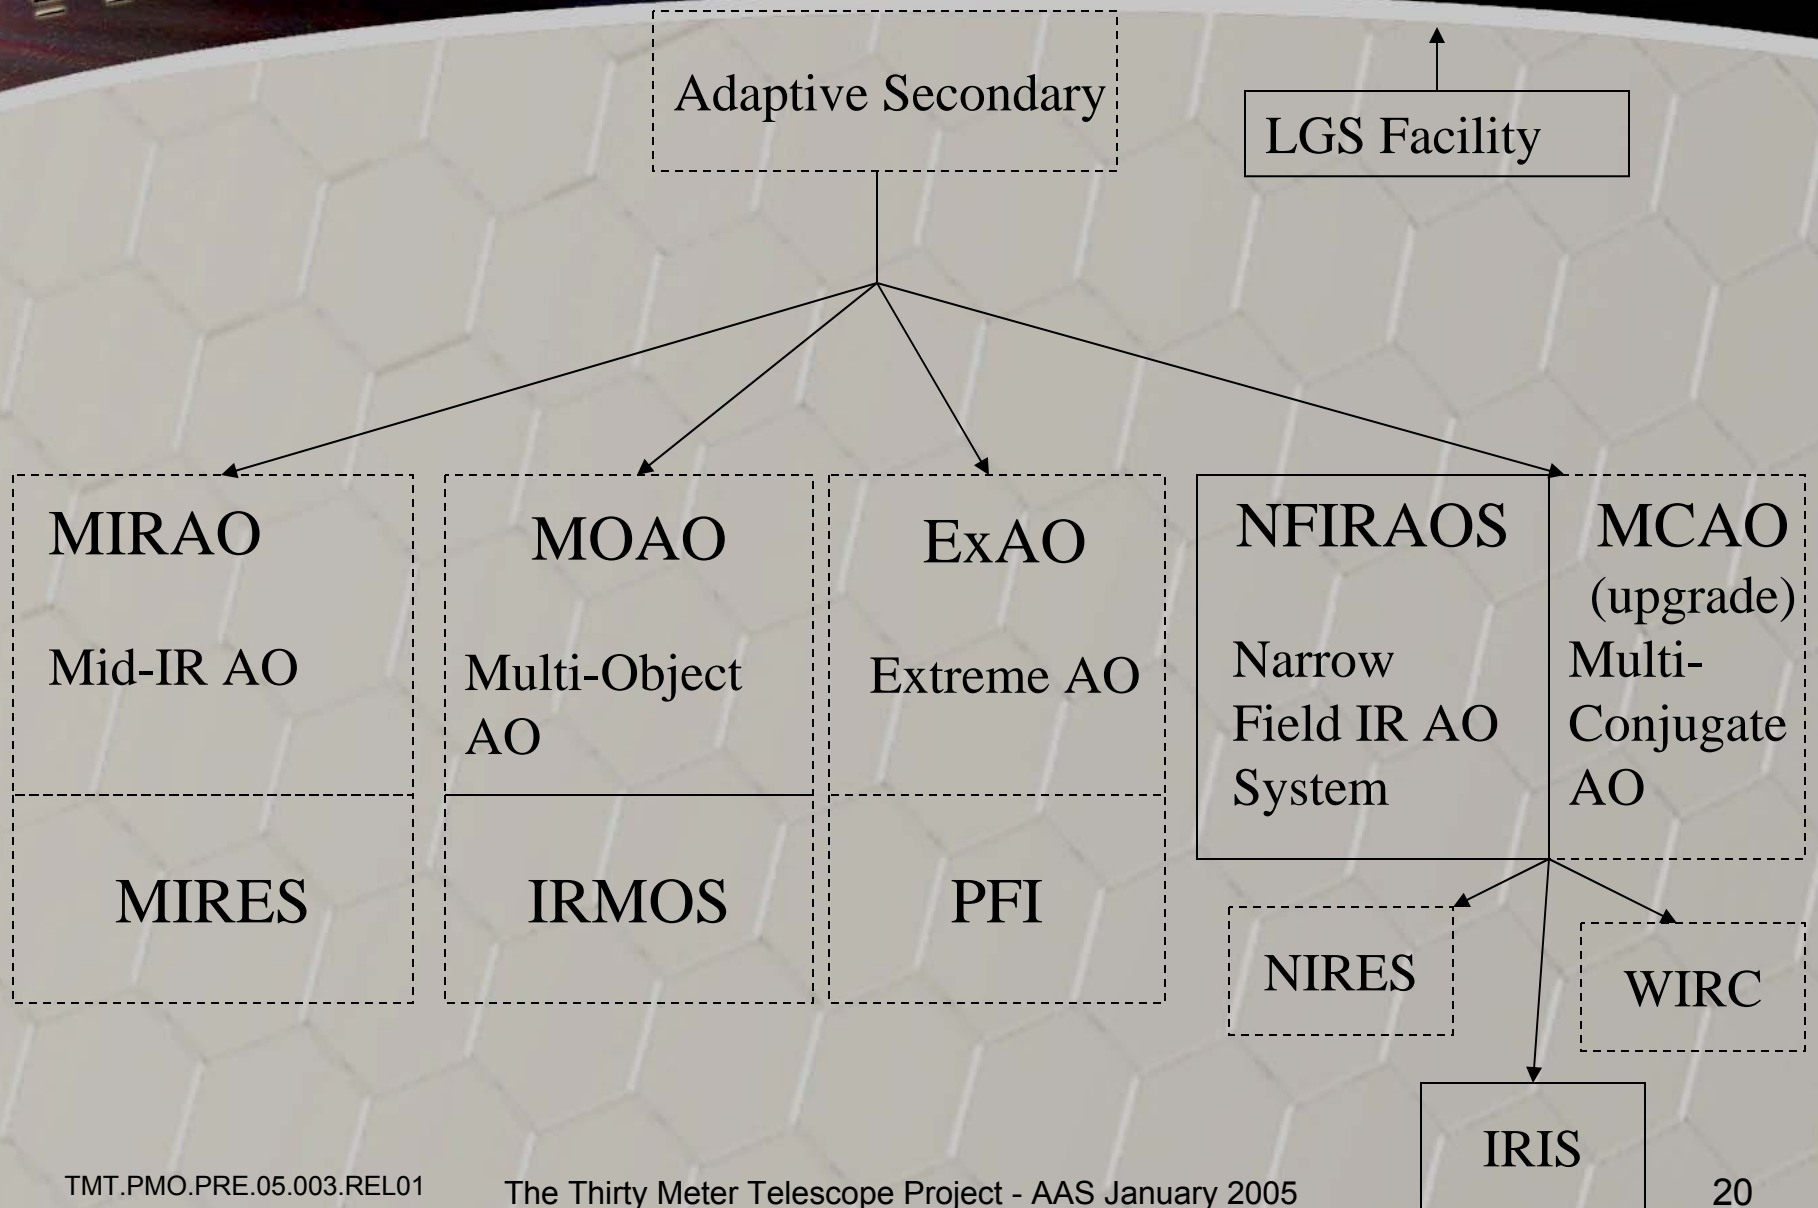 Adaptive Secondary
LGS Facility
MIRAO
Mid-IR AO
MIRES
MOAO
Multi-Object
AO
IRMOS
ExAO
Extreme AO
PFI
NFIRAOS
Narrow
Field IR AO
System
MCAO
(upgrade)
Multi-
Conjugate
AO
NIRES
WIRC
IRIS
TMT.PMO.PRE.05.003.REL01
The Thirty Meter Telescope Project - AAS January 2005
20